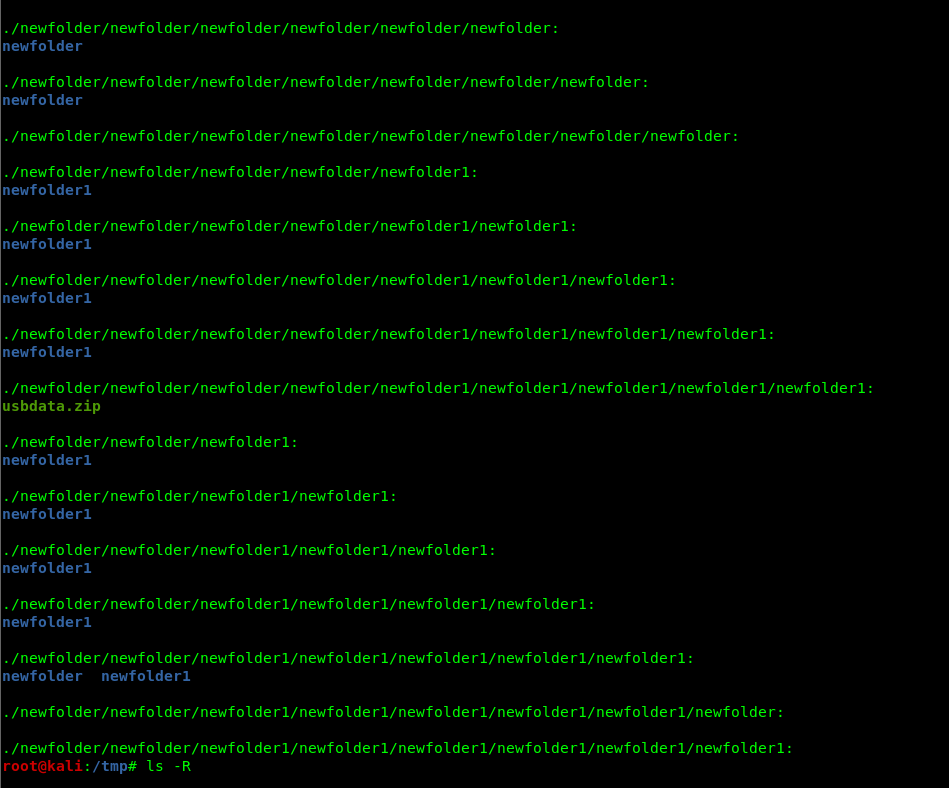 ./newfolder/newfolder/newfolder/newfolder/newfolder/newfolder:
newfolder
./newfolder/newfolder/newfolder/newfolder/newfolder/newfolder/newfolder:
newfolder
./newfolder/newfolder/newfolder/newfolder/newfolder/newfolder/newfolder/newfolder:
./newfolder/newfolder/newfolder/newfolder/newfolder1:
newfolder1
./newfolder/newfolder/newfolder/newfolder/newfolder1/newfolder1:
newfolder1
./newfolder/newfolder/newfolder/newfolder/newfolder1/newfolder1/newfolder1:
newfolder1
./newfolder/newfolder/newfolder/newfolder/newfolder1/newfolder1/newfolder1/newfolder1:
newfolder1
./newfolder/newfolder/newfolder/newfolder/newfolder1/newfolder1/newfolder1/newfolder1/newfolder1:
usbdata.zip
./newfolder/newfolder/newfolder1:
newfolder1
./newfolder/newfolder/newfolder1/newfolder1:
newfolder1
./newfolder/newfolder/newfolder1/newfolder1/newfolder1:
newfolder1
./newfolder/newfolder/newfolder1/newfolder1/newfolder1/newfolder1:
newfolder1
./newfolder/newfolder/newfolder1/newfolder1/newfolder1/newfolder1/newfolder1:
newfolder  newfolder1
./newfolder/newfolder/newfolder1/newfolder1/newfolder1/newfolder1/newfolder1/newfolder:
./newfolder/newfolder/newfolder1/newfolder1/newfolder1/newfolder1/newfolder1/newfolder1:
root@kali:/tmp# ls -R